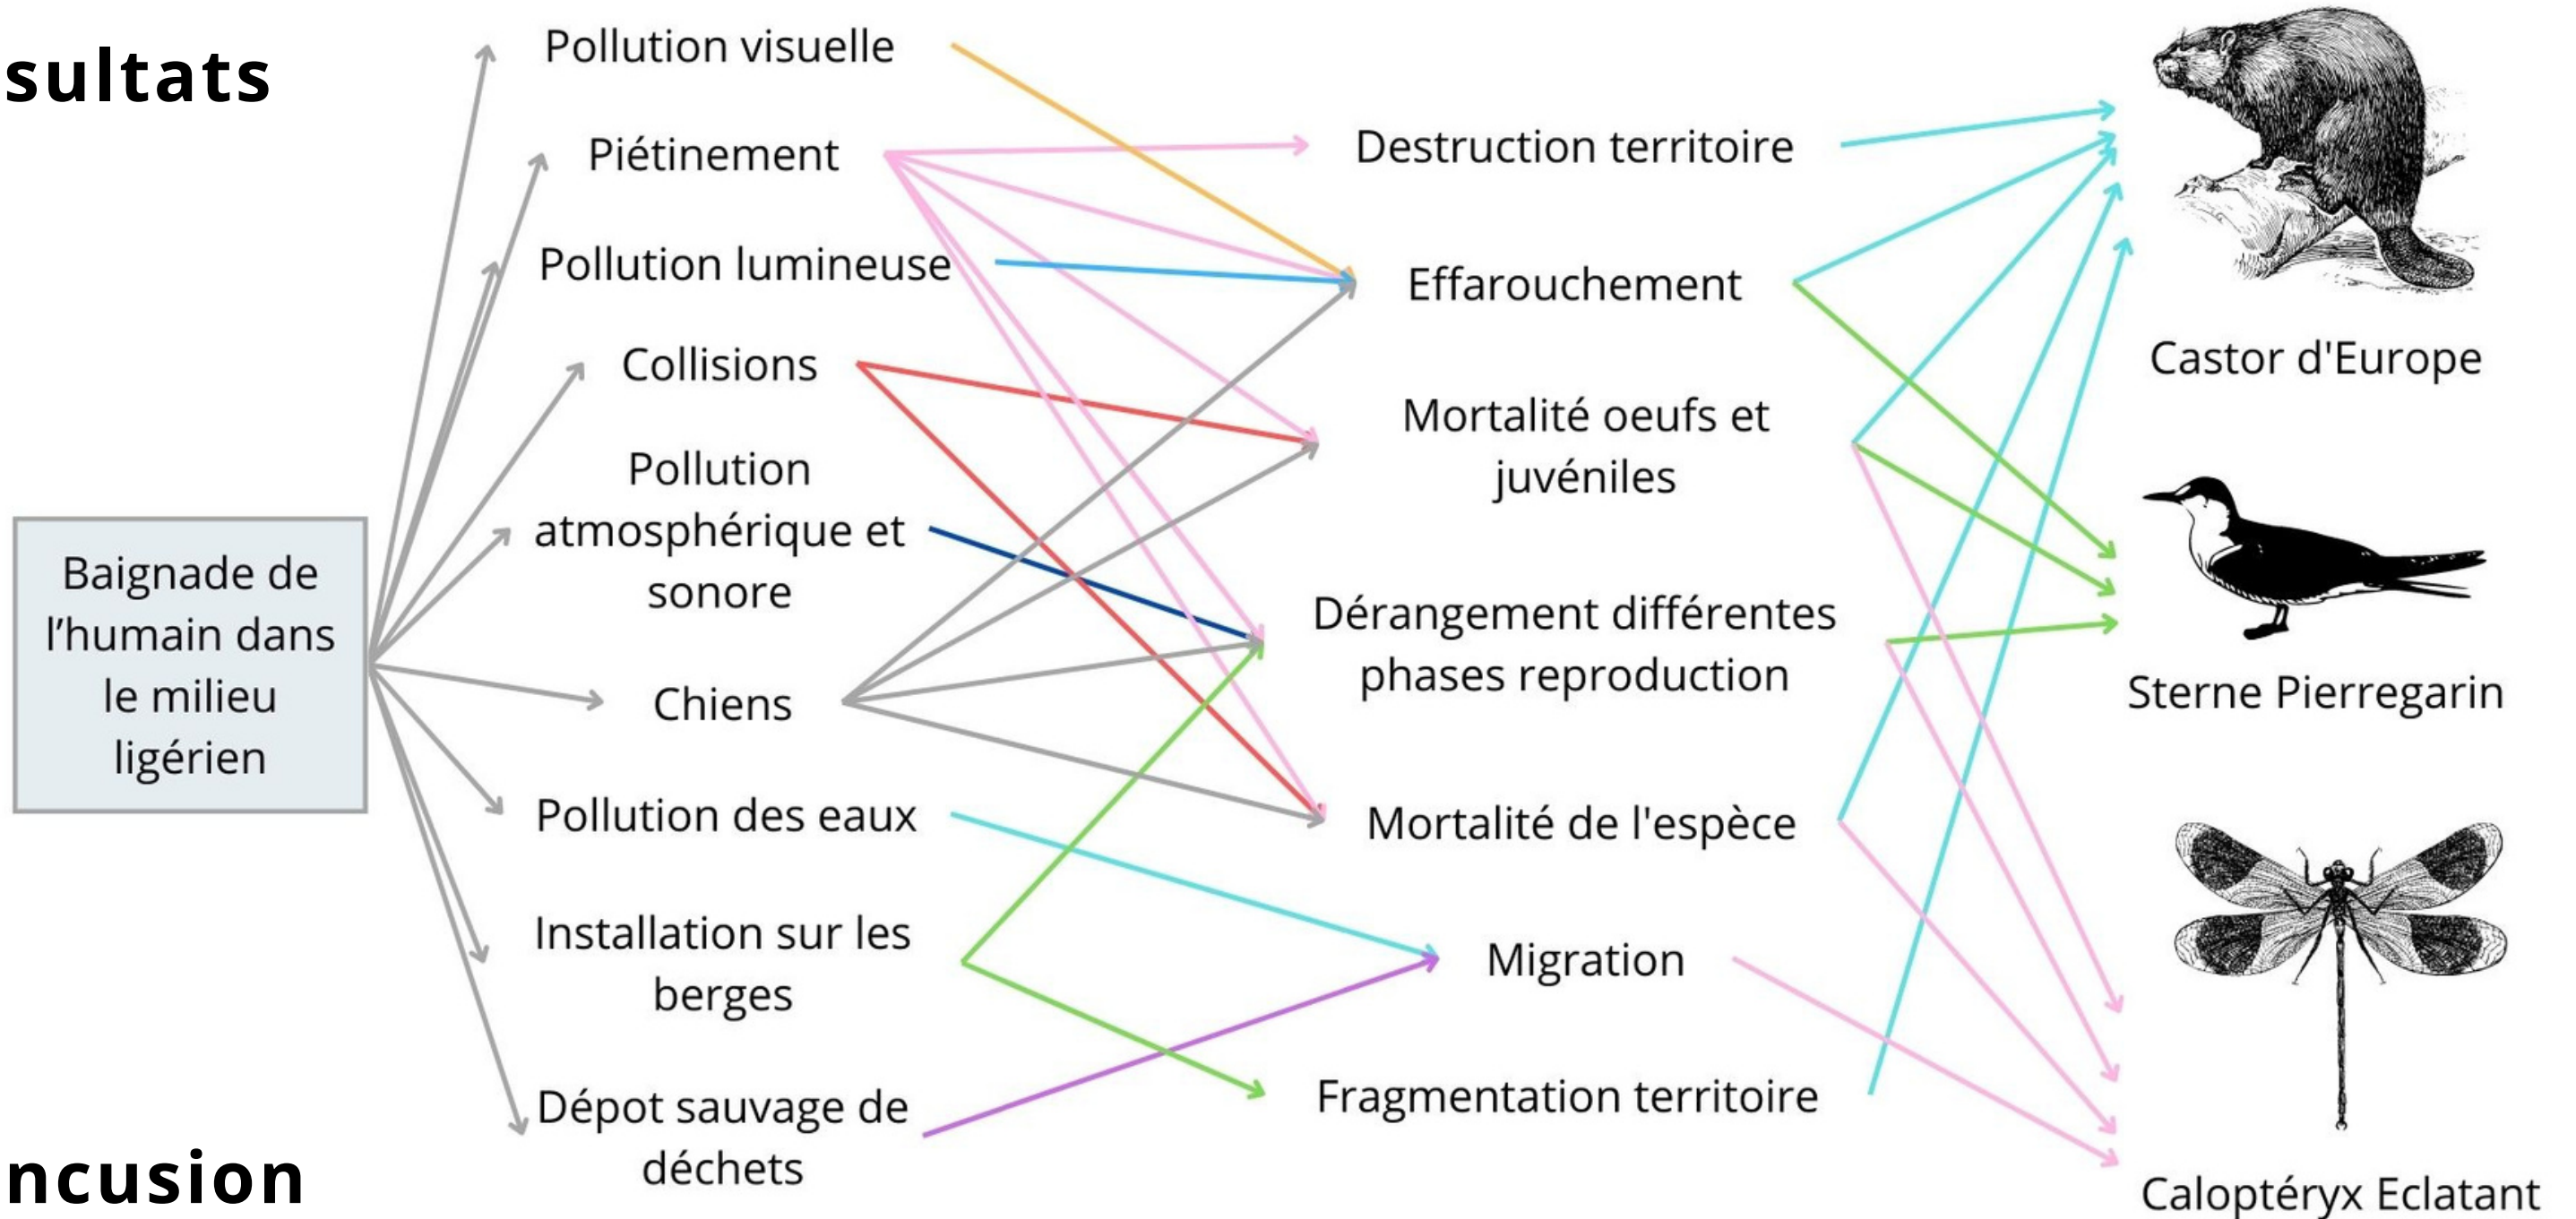 sultats
Pollution visuelle
Piétinement
Pollution lumineuse
Collisions
Pollution
atmosphérique et
sonore
Chiens
Pollution des eaux
Installation sur les
berges
Dépot sauvage de
déchets
Baignade de
l’humain dans
le milieu
ligérien
Destruction territoire
Effarouchement
Mortalité oeufs et
juvéniles
Dérangement différentes
phases reproduction
Mortalité de l'espèce
Migration
Fragmentation territoire
Castor d'Europe
Sterne Pierregarin
Caloptéryx Eclatant
ncusion